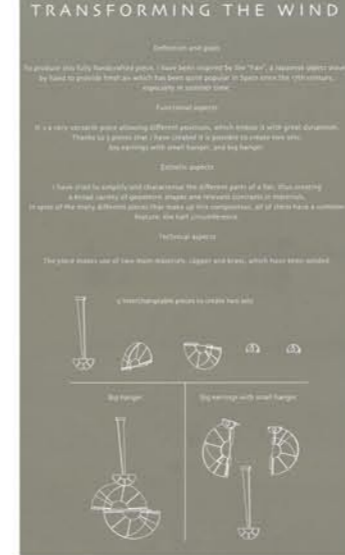 TRANSFORMING THE WIND
Definition and goals
To produce this fully handcrafted piece, I have been inspired by the "Fan", a Japanese object
by hand to provide fresh air which has been quite popular in Spain since the 17th century,
especially in summer time.
Functional aspects
It is a very versatile piece allowing different positions, which endows it with great dynamism.
Thanks to 5 pieces that I have created it is possible to create two sets:
big earrings with small hanger, and big hanger.
Esthetic aspects
I have tried to simplify and characterise the different parts of a fan, thus creating
a broad variety of geometric shapes and relevant contrasts in materials.
In spite of the many different pieces that make up this composition, all of them have a common
feature, the half circumference.
Technical aspects
The piece makes use of two main materials, copper and brass, which have been welded.
5 interchangeable pieces to create two sets
Big hanger
Big earrings with small hanger